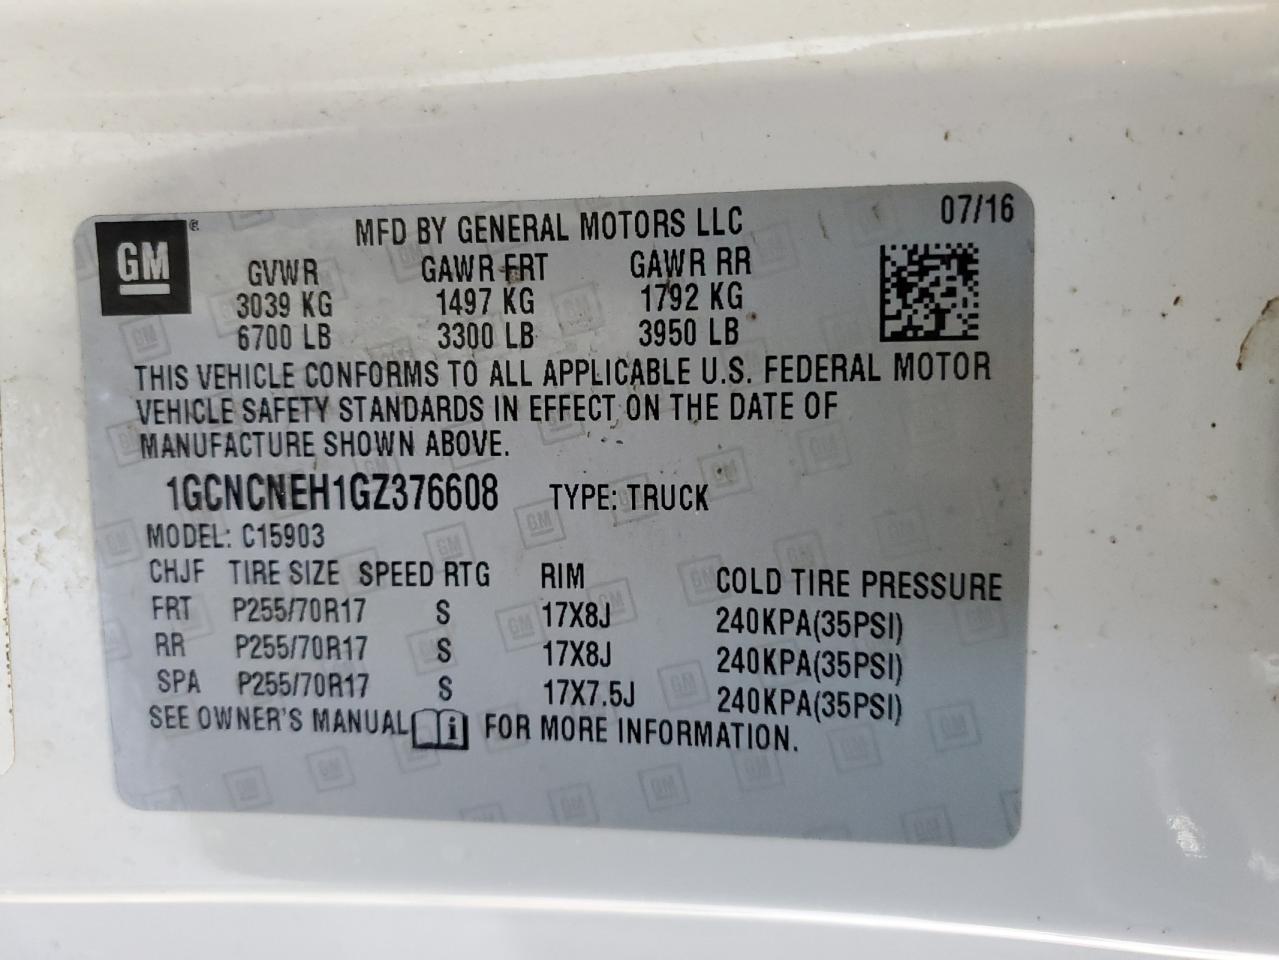 GM ®
MFD BY GENERAL MOTORS LLC 07/16
GVWR GAWR FRT GAWR RR
3039 KG 1497 KG 1792 KG
6700 LB 3300 LB 3950 LB
THIS VEHICLE CONFORMS TO ALL APPLICABLE U.S. FEDERAL MOTOR
VEHICLE SAFETY STANDARDS IN EFFECT ON THE DATE OF
MANUFACTURE SHOWN ABOVE.
1GCNCNEH1GZ376608 TYPE: TRUCK
MODEL: C15903
CHJF TIRE SIZE SPEED RTG RIM COLD TIRE PRESSURE
FRT P255/70R17 S 17X8J 240KPA(35PSI)
RR P255/70R17 S 17X8J 240KPA(35PSI)
SPA P255/70R17 S 17X7.5J 240KPA(35PSI)
SEE OWNER'S MANUAL i FOR MORE INFORMATION.